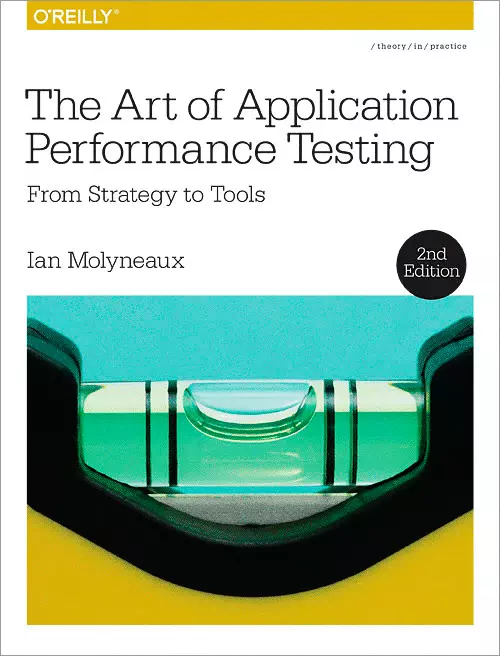 O'REILLY®
/theory/in/practice
The Art of Application
Performance Testing
From Strategy to Tools
Ian Molyneaux
2nd
Edition